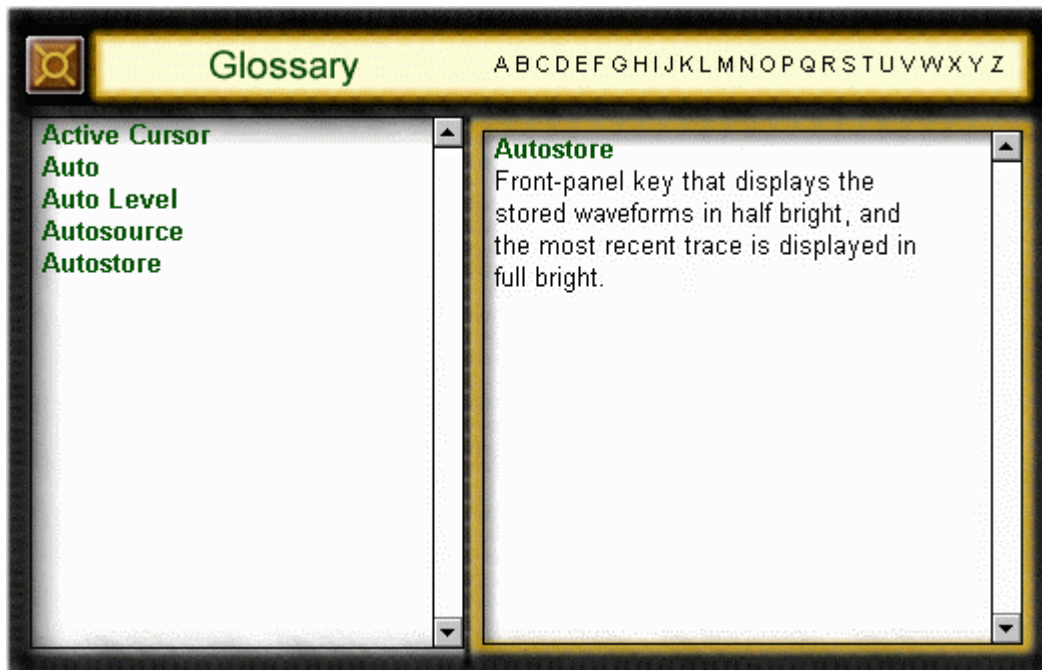 Glossary
A B C D E F G H I J K L M N O P Q R S T U V W X Y Z
Active Cursor
Auto
Auto Level
Autosource
Autostore
Autostore
Front-panel key that displays the
stored waveforms in half bright, and
the most recent trace is displayed in
full bright.